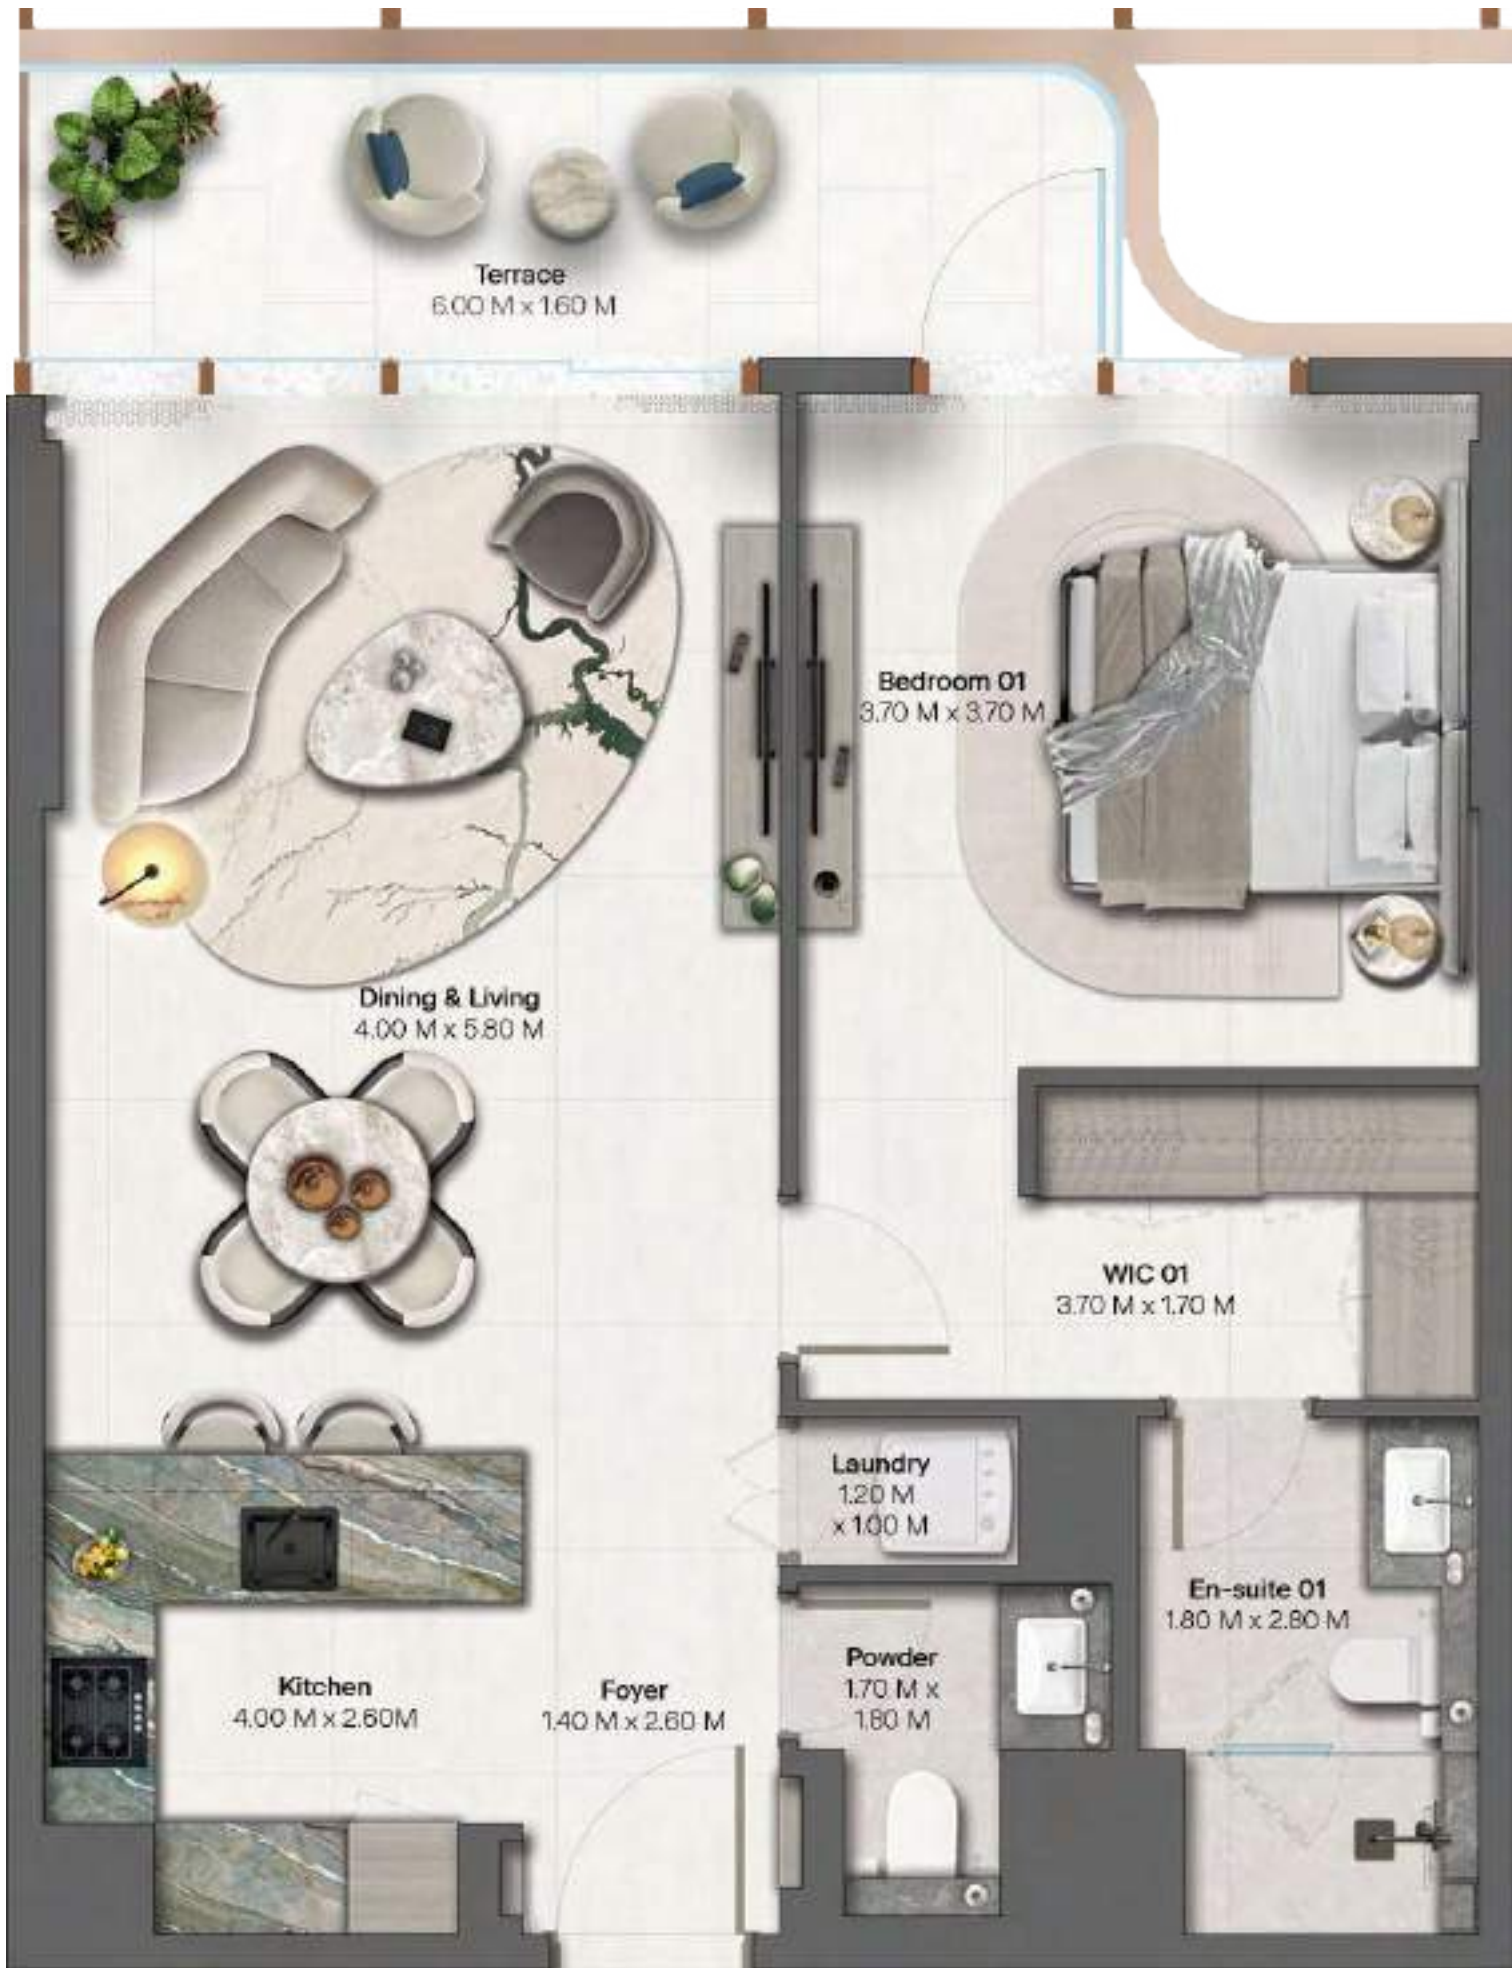 Terrace
6.00 M x 1.60 M
Bedroom 01
3.70 M x 3.70 M
Dining & Living
4.00 M x 5.80 M
WIC 01
3.70 M x 1.70 M
Laundry
1.20 M
x 1.00 M
En-suite 01
1.80 M x 2.80 M
Powder
1.70 M x
1.80 M
Kitchen
4.00 M x 2.60M
Foyer
1.40 M x 2.60 M